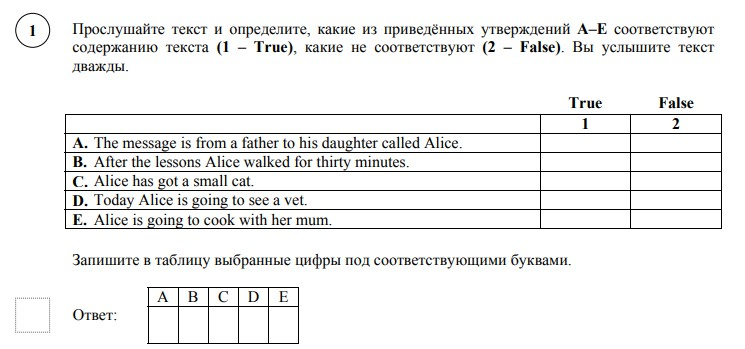 1
Прослушайте текст и определите, какие из приведённых утверждений А–Е соответствуют
содержанию текста (1 – True), какие не соответствуют (2 – False). Вы услышите текст
дважды.
True False
1 2
A. The message is from a father to his daughter called Alice.
B. After the lessons Alice walked for thirty minutes.
C. Alice has got a small cat.
D. Today Alice is going to see a vet.
E. Alice is going to cook with her mum.
Запишите в таблицу выбранные цифры под соответствующими буквами.
A B C D E
Ответ: